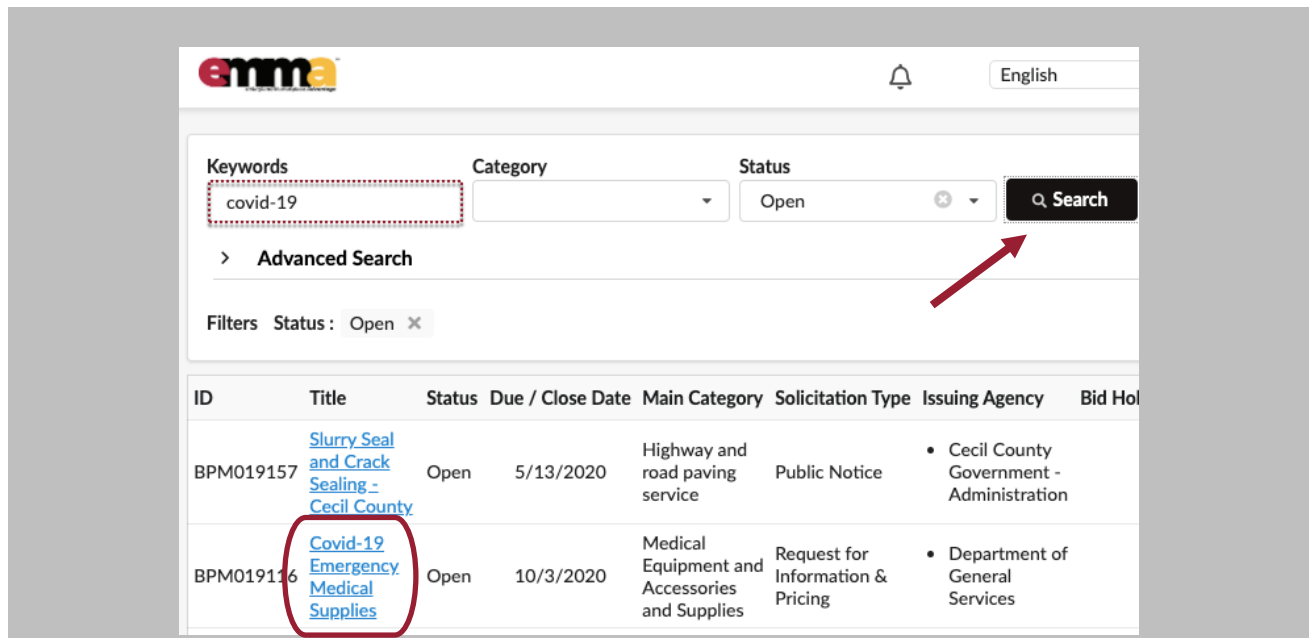 emma
English
Keywords
Category
Status
covid-19
Open
Search
Advanced Search
Filters Status : Open
ID Title Status Due / Close Date Main Category Solicitation Type Issuing Agency Bid Hol
Slurry Seal
and Crack
Sealing -
Cecil County
BPM019157
Open
5/13/2020
Highway and
road paving
service
Public Notice
• Cecil County
Government -
Administration
Covid-19
Emergency
Medical
Supplies
BPM019116
Open
10/3/2020
Medical
Equipment and
Accessories
and Supplies
Request for
Information &
Pricing
• Department of
General
Services